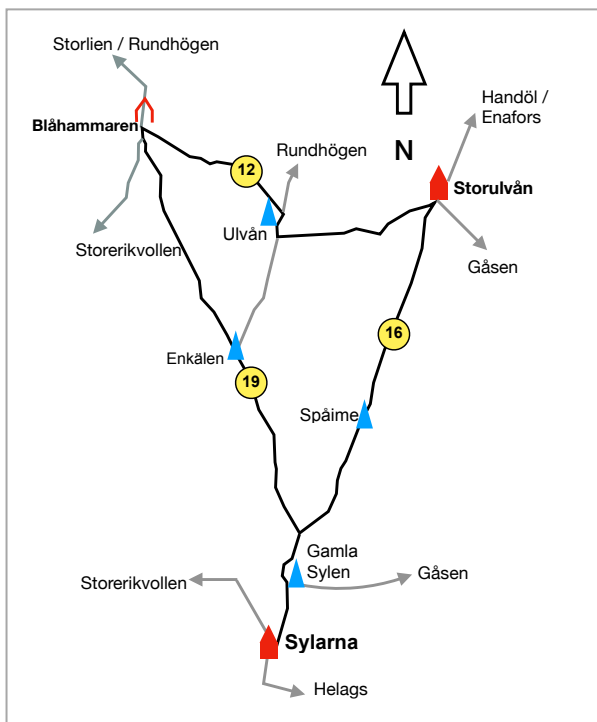 Storlien / Rundhögen
Handöl /
Enafors
Blåhammaren
Rundhögen
N
12
Storulvån
Ulvån
Storerikvollen
Gåsen
16
Enkälen
19
Spåime
Gamla
Sylen
Gåsen
Storerikvollen
Sylarna
Helags